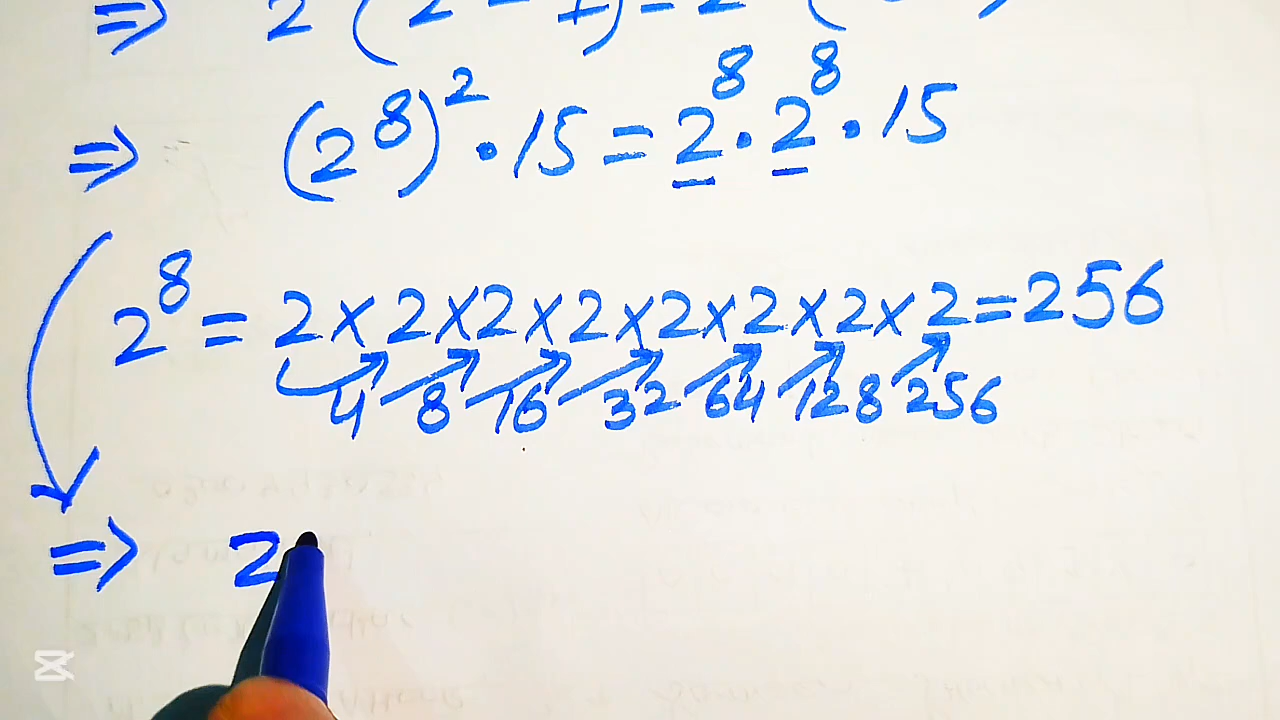 (2⁸)² · 15 = 2⁸ · 2⁸ · 15
2⁸ = 2 × 2 × 2 × 2 × 2 × 2 × 2 × 2 = 256
4 8 16 32 64 128 256
⇒ 2